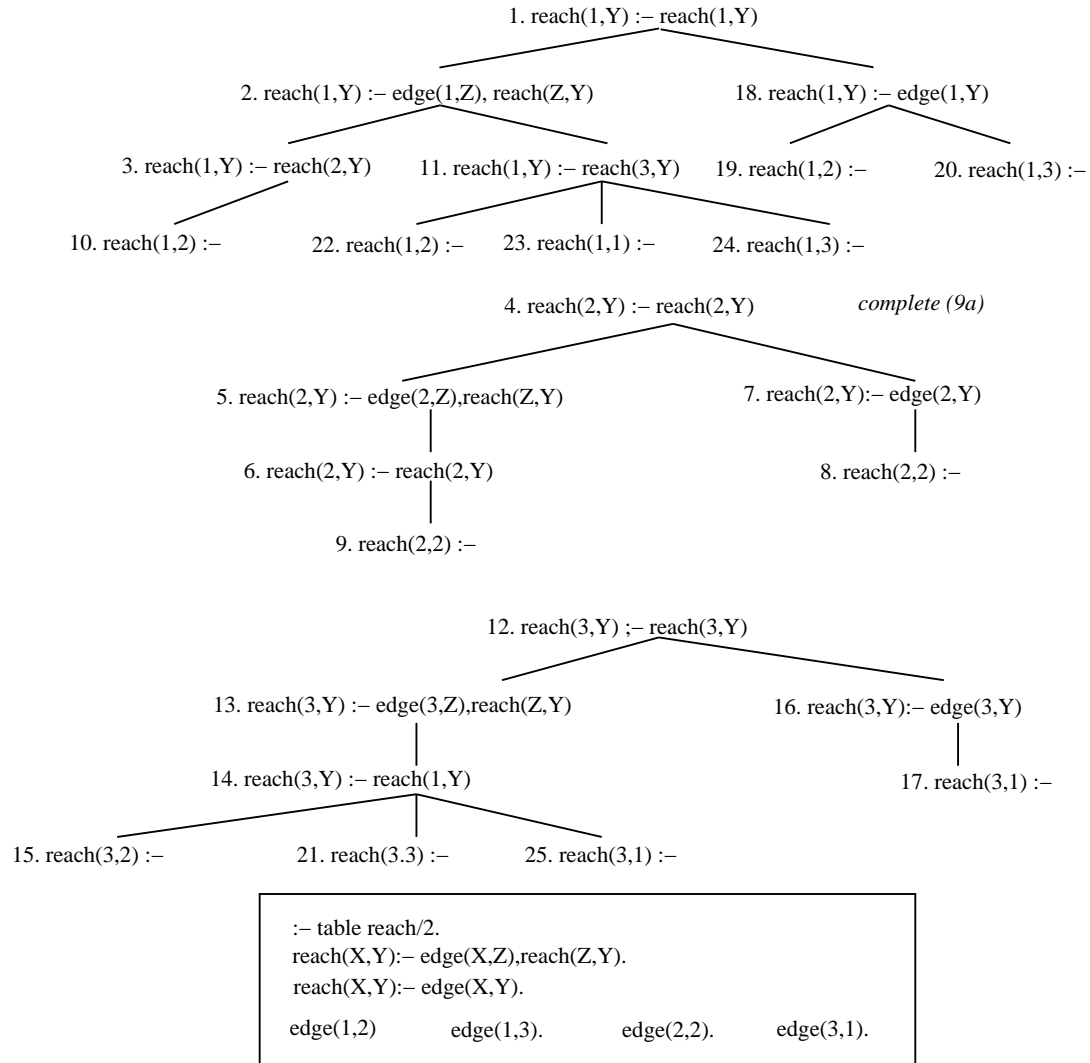 1. reach(1,Y) :– reach(1,Y)
2. reach(1,Y) :– edge(1,Z), reach(Z,Y)
18. reach(1,Y) :– edge(1,Y)
3. reach(1,Y) :– reach(2,Y)
11. reach(1,Y) :– reach(3,Y)
19. reach(1,2) :–
20. reach(1,3) :–
10. reach(1,2) :–
22. reach(1,2) :–
23. reach(1,1) :–
24. reach(1,3) :–
4. reach(2,Y) :– reach(2,Y)
complete (9a)
5. reach(2,Y) :– edge(2,Z),reach(Z,Y)
7. reach(2,Y):– edge(2,Y)
6. reach(2,Y) :– reach(2,Y)
8. reach(2,2) :–
9. reach(2,2) :–
12. reach(3,Y) ;– reach(3,Y)
13. reach(3,Y) :– edge(3,Z),reach(Z,Y)
16. reach(3,Y):– edge(3,Y)
14. reach(3,Y) :– reach(1,Y)
17. reach(3,1) :–
15. reach(3,2) :–
21. reach(3.3) :–
25. reach(3,1) :–
:– table reach/2.
reach(X,Y):– edge(X,Z),reach(Z,Y).
reach(X,Y):– edge(X,Y).
edge(1,2) edge(1,3). edge(2,2). edge(3,1).